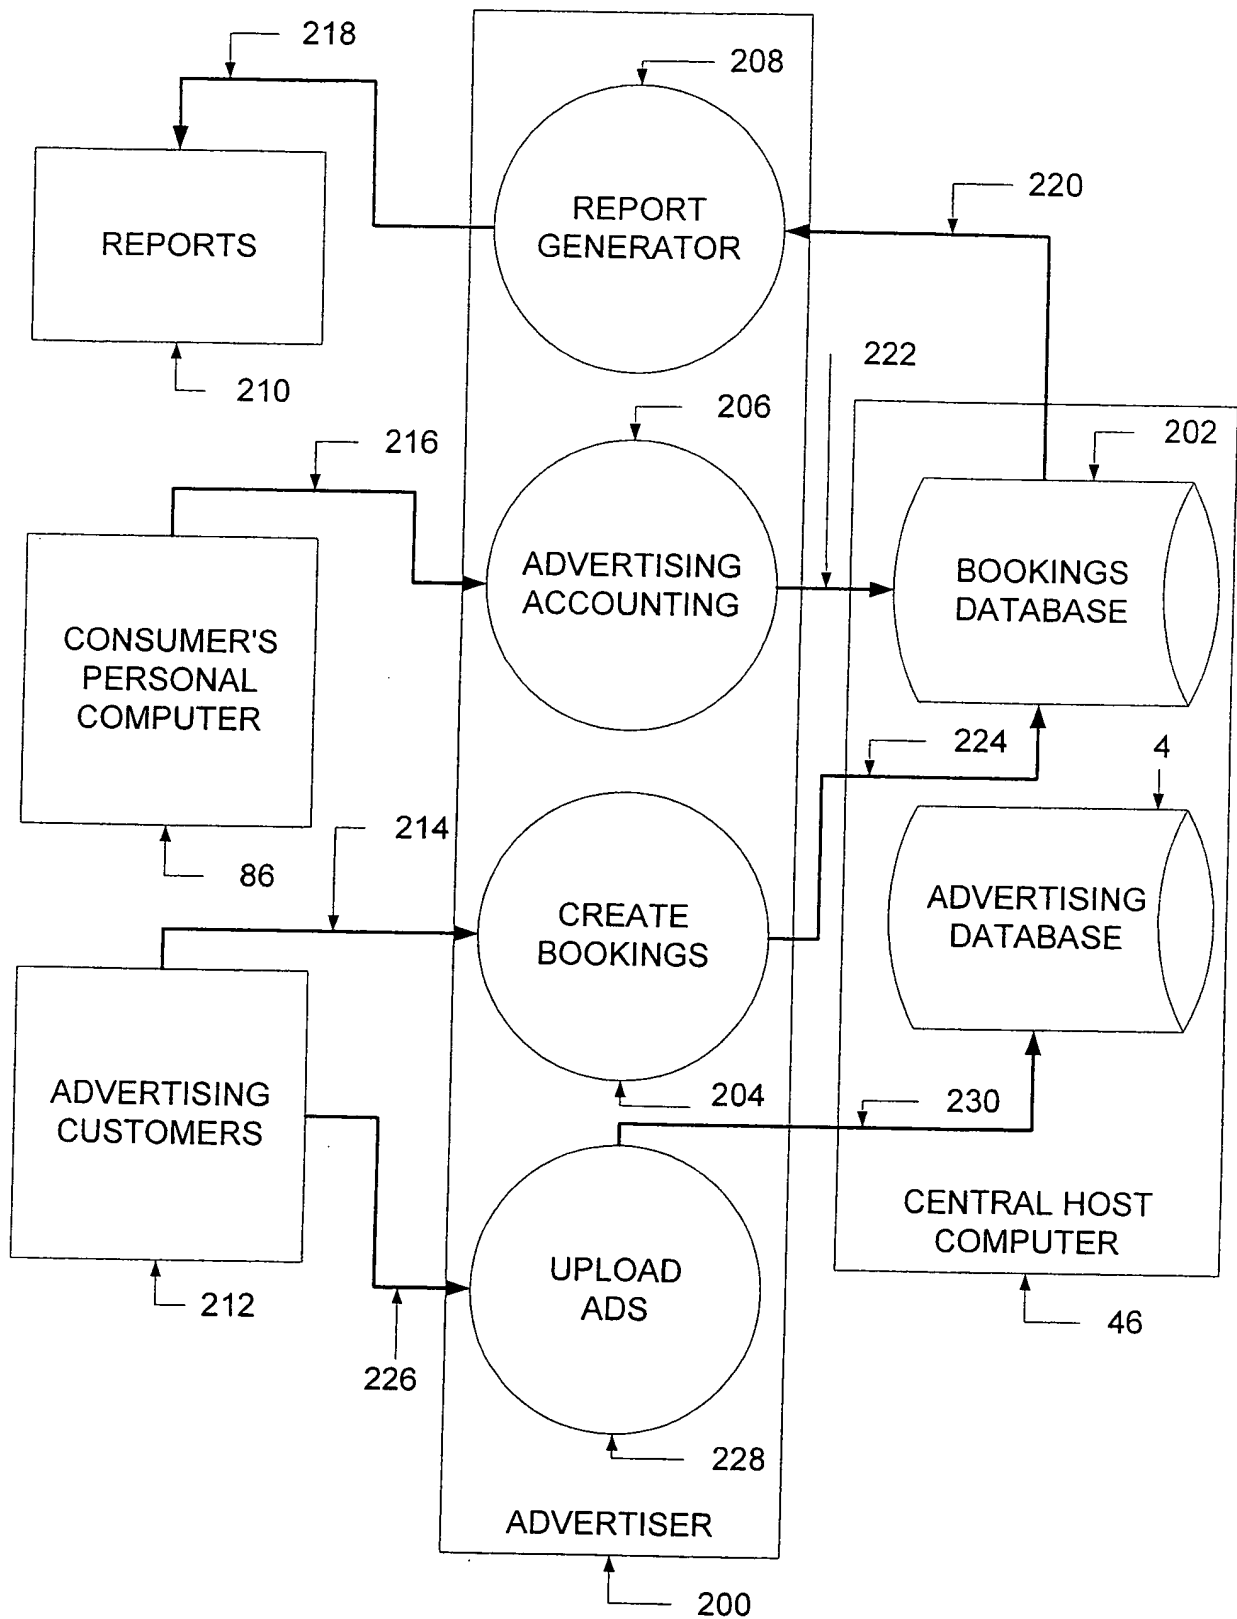 218
208
REPORT
GENERATOR
REPORTS
220
210
222
206
202
216
ADVERTISING
ACCOUNTING
BOOKINGS
DATABASE
CONSUMER'S
PERSONAL
COMPUTER
224
4
214
86
CREATE
BOOKINGS
ADVERTISING
DATABASE
204
230
ADVERTISING
CUSTOMERS
CENTRAL HOST
COMPUTER
UPLOAD
ADS
212
46
226
228
ADVERTISER
200